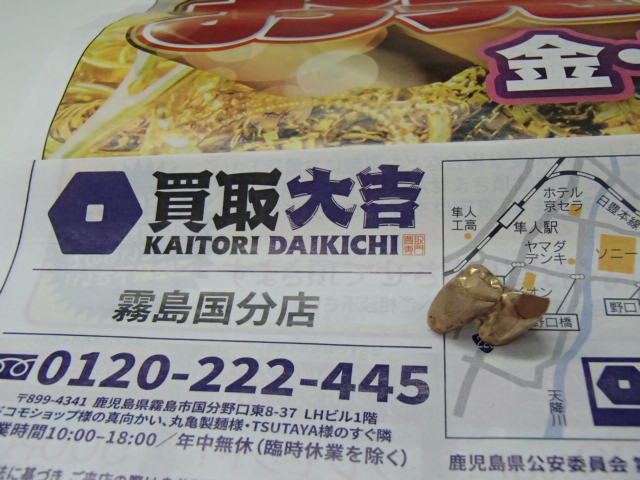 金・
買取大吉
KAITORI DAIKICHI
霧島国分店
0120-222-445
〒899-4341 鹿児島県霧島市国分野口東8-37 LHビル1階
ドコモショップ様の真向かい、丸亀製麺様・TSUTAYA様のすぐ隣
業時間10:00-18:00／年中無休(臨時休業を除く)
ホテル
京セラ
日豊本線
隼人
工高
隼人駅
ヤマダ
デンキ
ソニー
イオン
野口橋
野口
天降川
鹿児島県公安委員会